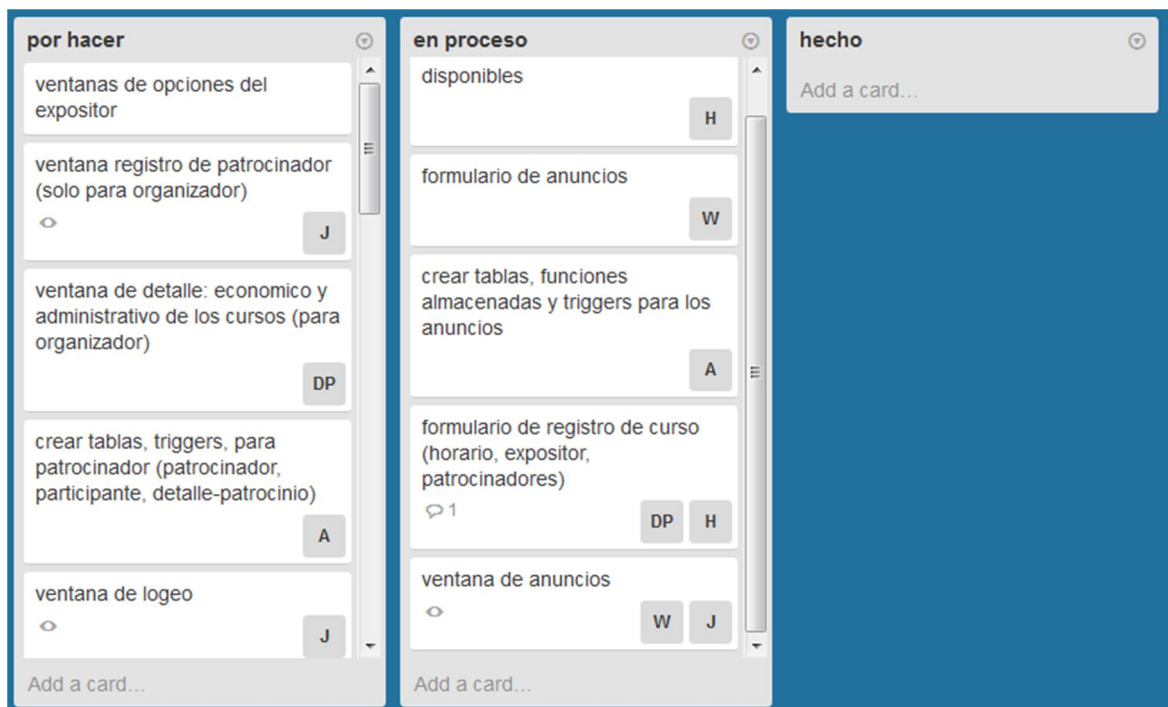 por hacer
ventanas de opciones del
expositor
ventana registro de patrocinador
(solo para organizador)
J
ventana de detalle: economico y
administrativo de los cursos (para
organizador)
DP
crear tablas, triggers, para
patrocinador (patrocinador,
participante, detalle-patrocinio)
A
ventana de logeo
J
Add a card...
en proceso
disponibles
H
formulario de anuncios
W
crear tablas, funciones
almacenadas y triggers para los
anuncios
A
formulario de registro de curso
(horario, expositor,
patrocinadores)
1
DP H
ventana de anuncios
W J
Add a card...
hecho
Add a card...